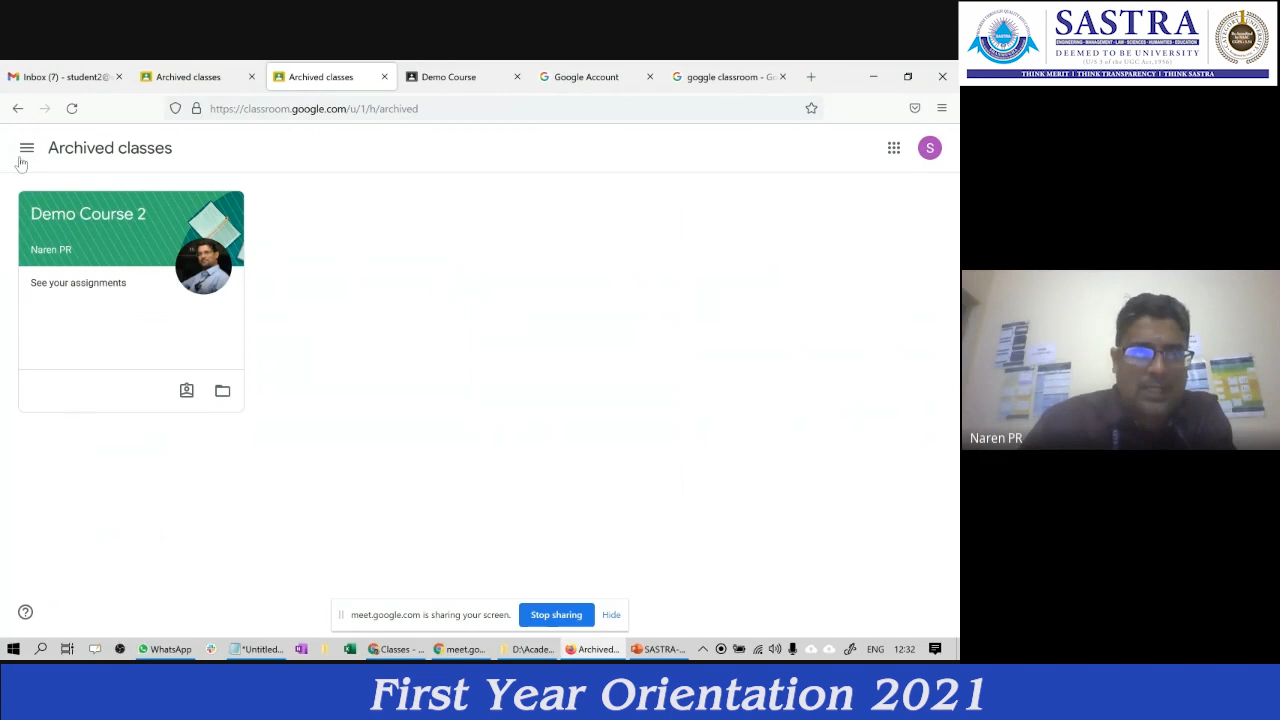 SASTRA
ENGINEERING · MANAGEMENT · LAW · SCIENCES · HUMANITIES · EDUCATION
DEEMED TO BE UNIVERSITY
(U/S 3 of the UGC Act, 1956)
THINK MERIT | THINK TRANSPARENCY | THINK SASTRA
Inbox (7) - student2@
Archived classes
Archived classes
Demo Course
Google Account
goggle classroom - Go
https://classroom.google.com/u/1/h/archived
Archived classes
S
Demo Course 2
Naren PR
See your assignments
Naren PR
meet.google.com is sharing your screen.
Stop sharing
Hide
WhatsApp
*Untitled...
Classes - ...
meet.go...
D:\Acade...
Archived...
SASTRA-...
ENG
12:32
First Year Orientation 2021